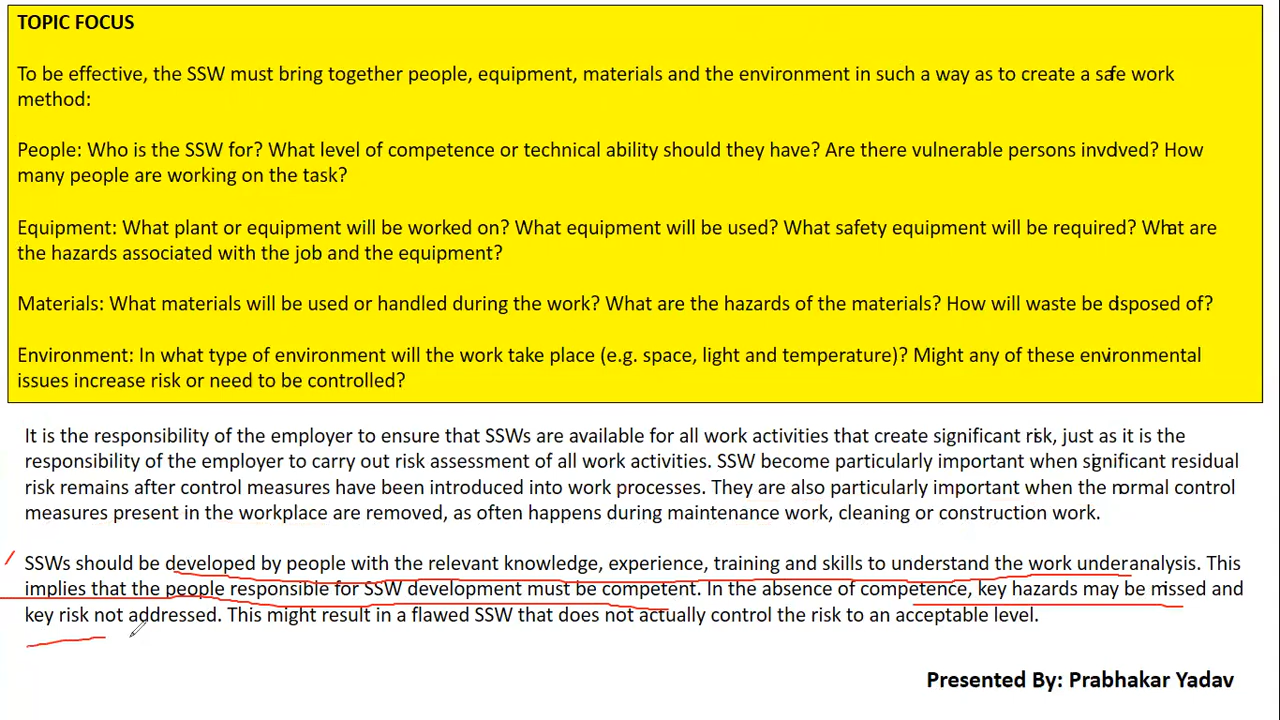 TOPIC FOCUS
To be effective, the SSW must bring together people, equipment, materials and the environment in such a way as to create a safe work
method:
People: Who is the SSW for? What level of competence or technical ability should they have? Are there vulnerable persons involved? How
many people are working on the task?
Equipment: What plant or equipment will be worked on? What equipment will be used? What safety equipment will be required? What are
the hazards associated with the job and the equipment?
Materials: What materials will be used or handled during the work? What are the hazards of the materials? How will waste be disposed of?
Environment: In what type of environment will the work take place (e.g. space, light and temperature)? Might any of these environmental
issues increase risk or need to be controlled?
It is the responsibility of the employer to ensure that SSWs are available for all work activities that create significant risk, just as it is the
responsibility of the employer to carry out risk assessment of all work activities. SSW become particularly important when significant residual
risk remains after control measures have been introduced into work processes. They are also particularly important when the normal control
measures present in the workplace are removed, as often happens during maintenance work, cleaning or construction work.
SSWs should be developed by people with the relevant knowledge, experience, training and skills to understand the work under analysis. This
implies that the people responsible for SSW development must be competent. In the absence of competence, key hazards may be missed and
key risk not addressed. This might result in a flawed SSW that does not actually control the risk to an acceptable level.
Presented By: Prabhakar Yadav